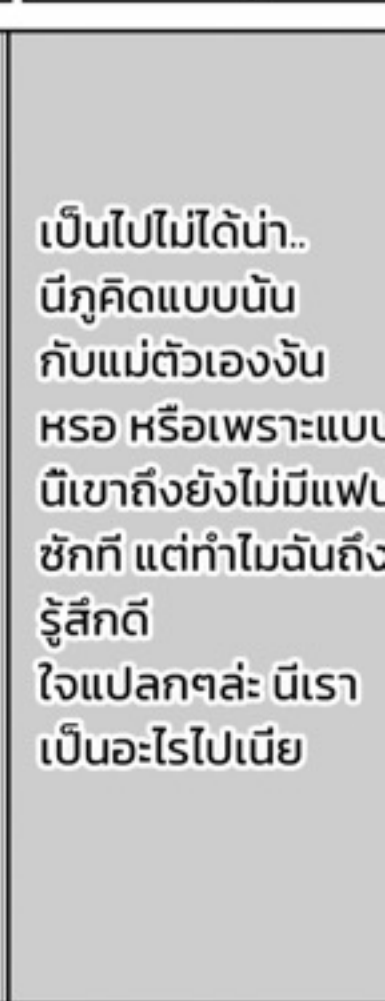 เป็นไปไม่ได้น่า..
นี่ภูคิดแบบนั้น
กับแม่ตัวเองงั้น
หรอ หรือเพราะแบบ
นี้เขาถึงยังไม่มีแฟน
ซักที แต่ทำไมฉันถึง
รู้สึกดี
ใจแปลกๆล่ะ นี่เรา
เป็นอะไรไปเนี่ย